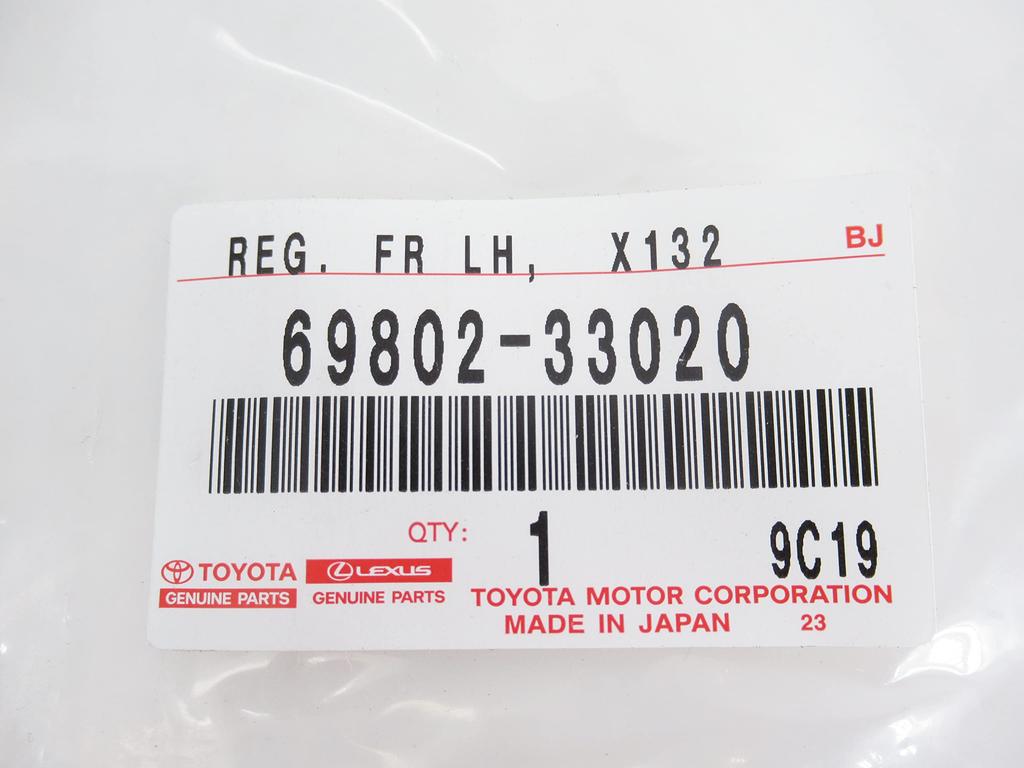 REG. FR LH, X132 BJ
69802-33020
QTY: 1 9C19
TOYOTA LEXUS
GENUINE PARTS GENUINE PARTS TOYOTA MOTOR CORPORATION
MADE IN JAPAN 23